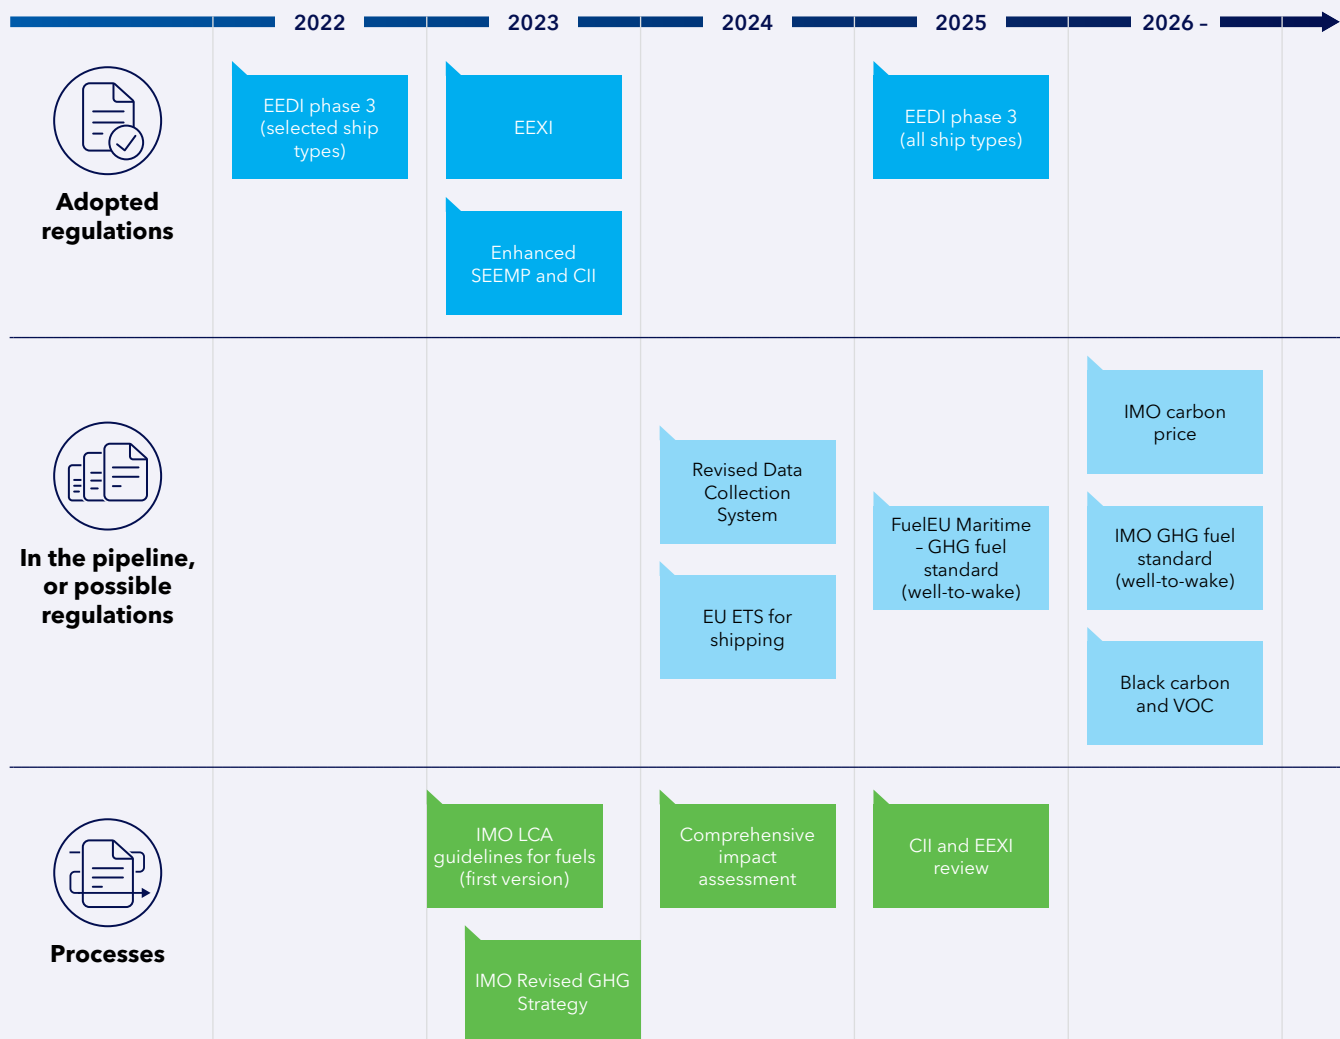 2022
2023
2024
2025
2026 –
Adopted
regulations
EEDI phase 3
(selected ship
types)
EEXI
Enhanced
SEEMP and CII
EEDI phase 3
(all ship types)
In the pipeline,
or possible
regulations
Revised Data
Collection
System
EU ETS for
shipping
FuelEU Maritime
– GHG fuel
standard
(well-to-wake)
IMO carbon
price
IMO GHG fuel
standard
(well-to-wake)
Black carbon
and VOC
Processes
IMO LCA
guidelines for fuels
(first version)
IMO Revised GHG
Strategy
Comprehensive
impact
assessment
CII and EEXI
review